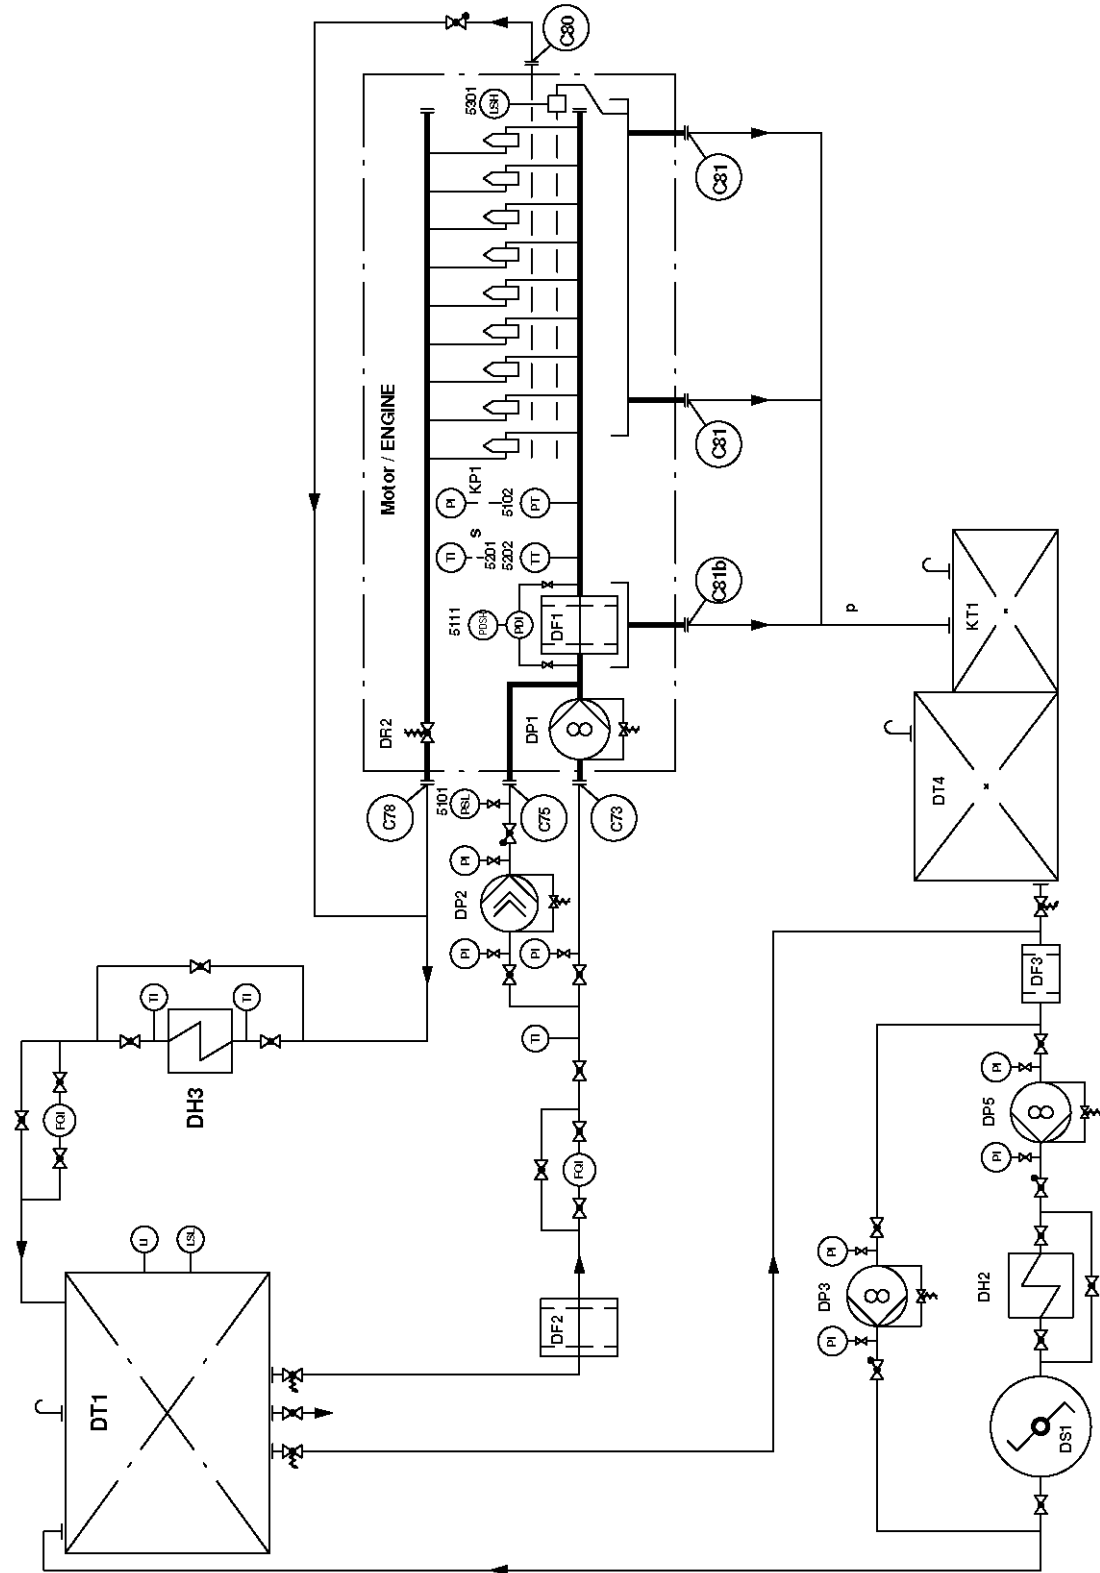 C80
5301
LSH
C81
Motor / ENGINE
KP1
PI
5102
PT
s
TI
5201
5202
TT
C81
5111
PDSH
PDI
DF1
C81b
p
KT1
DR2
DP1
DT4
C78
5101
PSL
C75
C73
PI
DP2
PI
PI
DF3
TI
TI
TI
DH3
PI
DP5
FQI
FQI
PI
LI
LSL
PI
DP3
DH2
DF2
PI
DT1
DS1